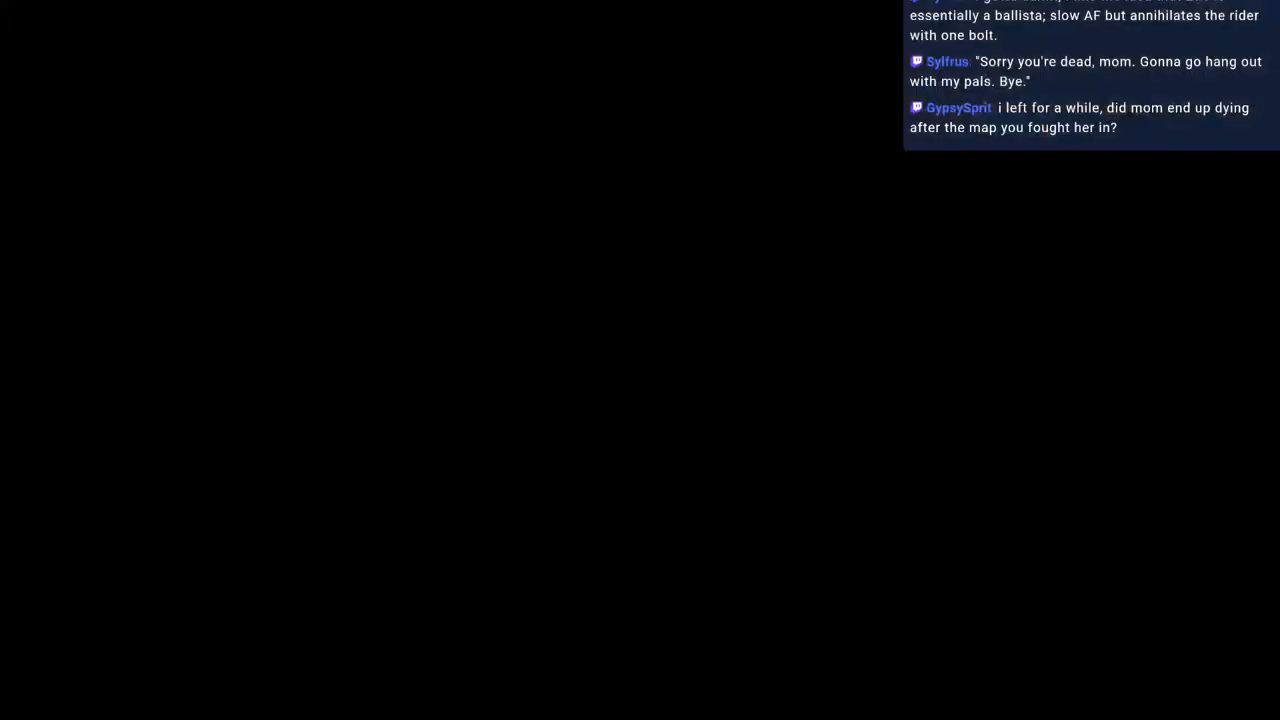 essentially a ballista; slow AF but annihilates the rider
with one bolt.
Sylfrus: "Sorry you're dead, mom. Gonna go hang out
with my pals. Bye."
GypsySprit: i left for a while, did mom end up dying
after the map you fought her in?